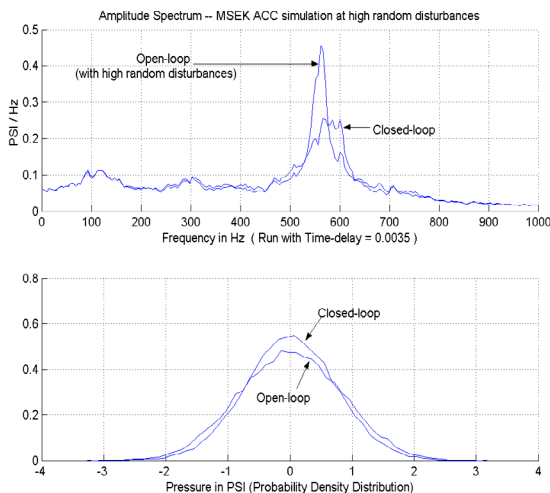 Amplitude Spectrum -- MSEK ACC simulation at high random disturbances
0.5
0.4
0.3
0.2
0.1
0
PSI / Hz
Open-loop
(with high random disturbances)
Closed-loop
0 100 200 300 400 500 600 700 800 900 1000
Frequency in Hz ( Run with Time-delay = 0.0035 )
0.8
0.6
0.4
0.2
0
Closed-loop
Open-loop
-4 -3 -2 -1 0 1 2 3 4
Pressure in PSI (Probability Density Distribution)